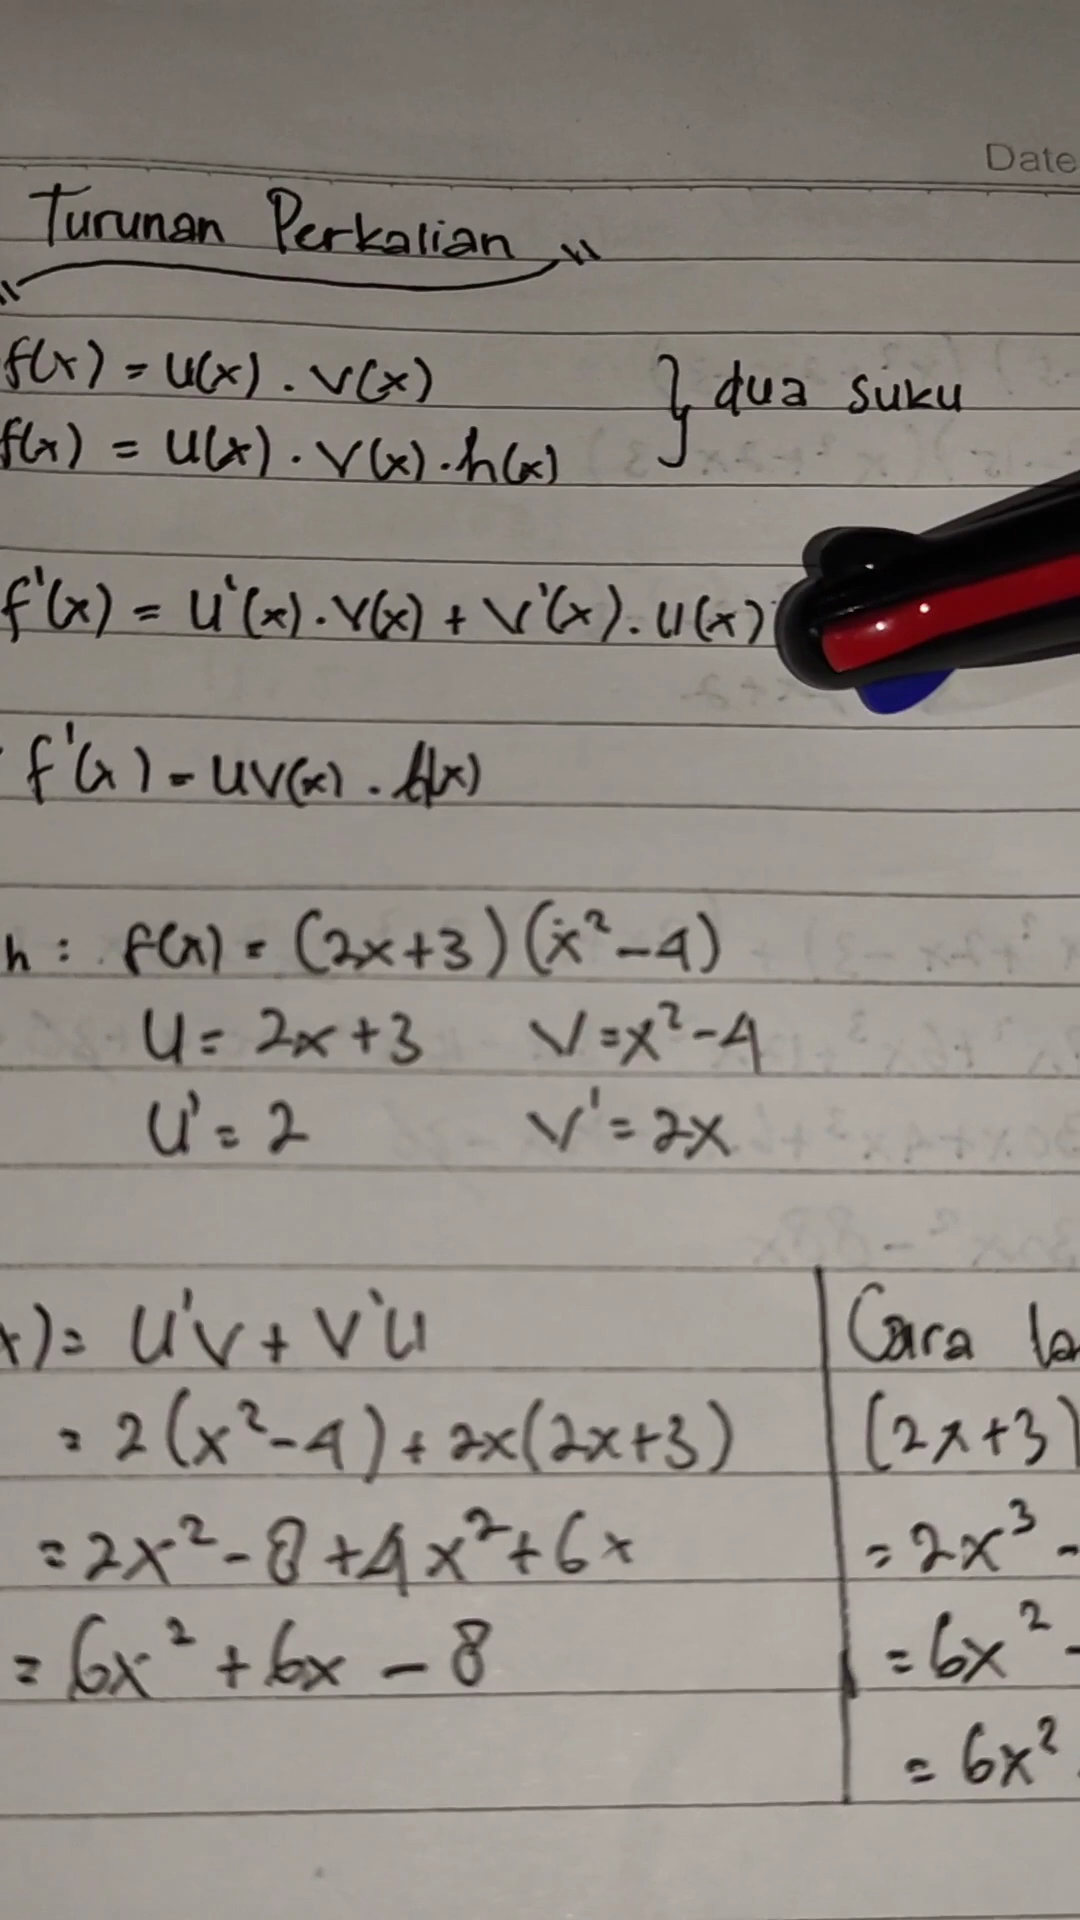 Date
Turunan Perkalian
f(x) = u(x) . v(x)
f(x) = u(x) . v(x) . h(x)
} dua suku
f'(x) = u'(x) . v(x) + v'(x) . u(x)
f'(x) = uv(x) . h(x)
h : f(x) = (2x+3)(x²-4)
u = 2x+3 v = x²-4
u' = 2 v' = 2x
x) = u'v + v'u
= 2(x²-4) + 2x(2x+3)
= 2x² - 8 + 4x² + 6x
= 6x² + 6x - 8
Cara la
(2x+3)
= 2x³ -
= 6x² -
= 6x²